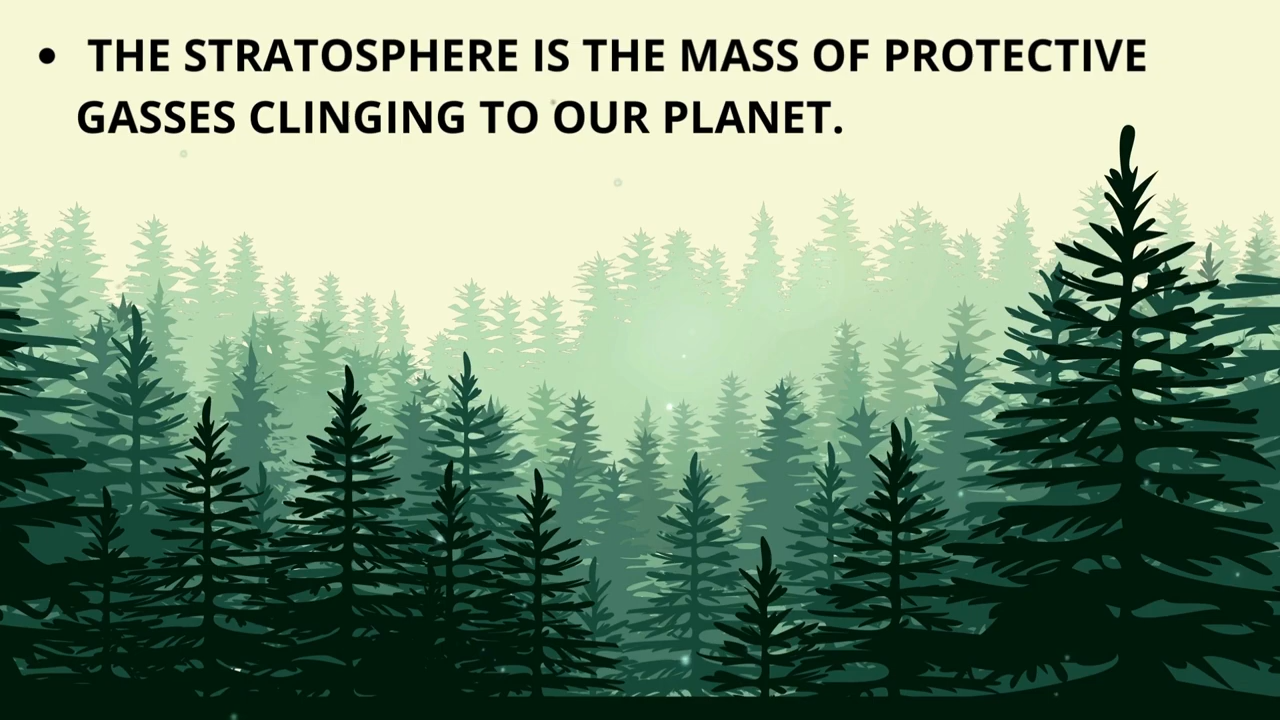 • THE STRATOSPHERE IS THE MASS OF PROTECTIVE
GASSES CLINGING TO OUR PLANET.